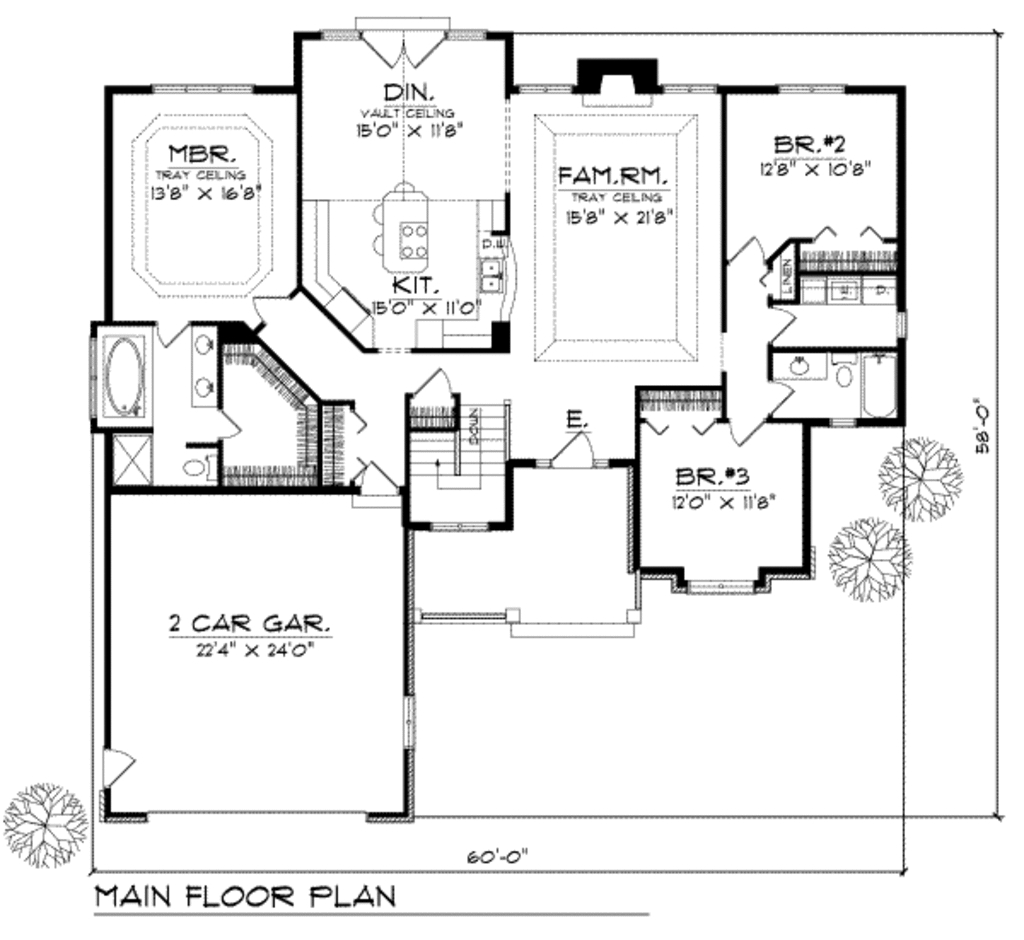 DIN.
VAULT CEILING
15'0" X 11'8"
MBR.
TRAY CEILING
13'8" X 16'8"
FAM.RM.
TRAY CEILING
15'8" X 21'8"
BR.#2
12'8" X 10'8"
KIT.
15'0" X 11'0"
LINEN
D.
DOWN
E.
BR.#3
12'0" X 11'8"
58'-0"
2 CAR GAR.
22'4" X 24'0"
60'-0"
MAIN FLOOR PLAN